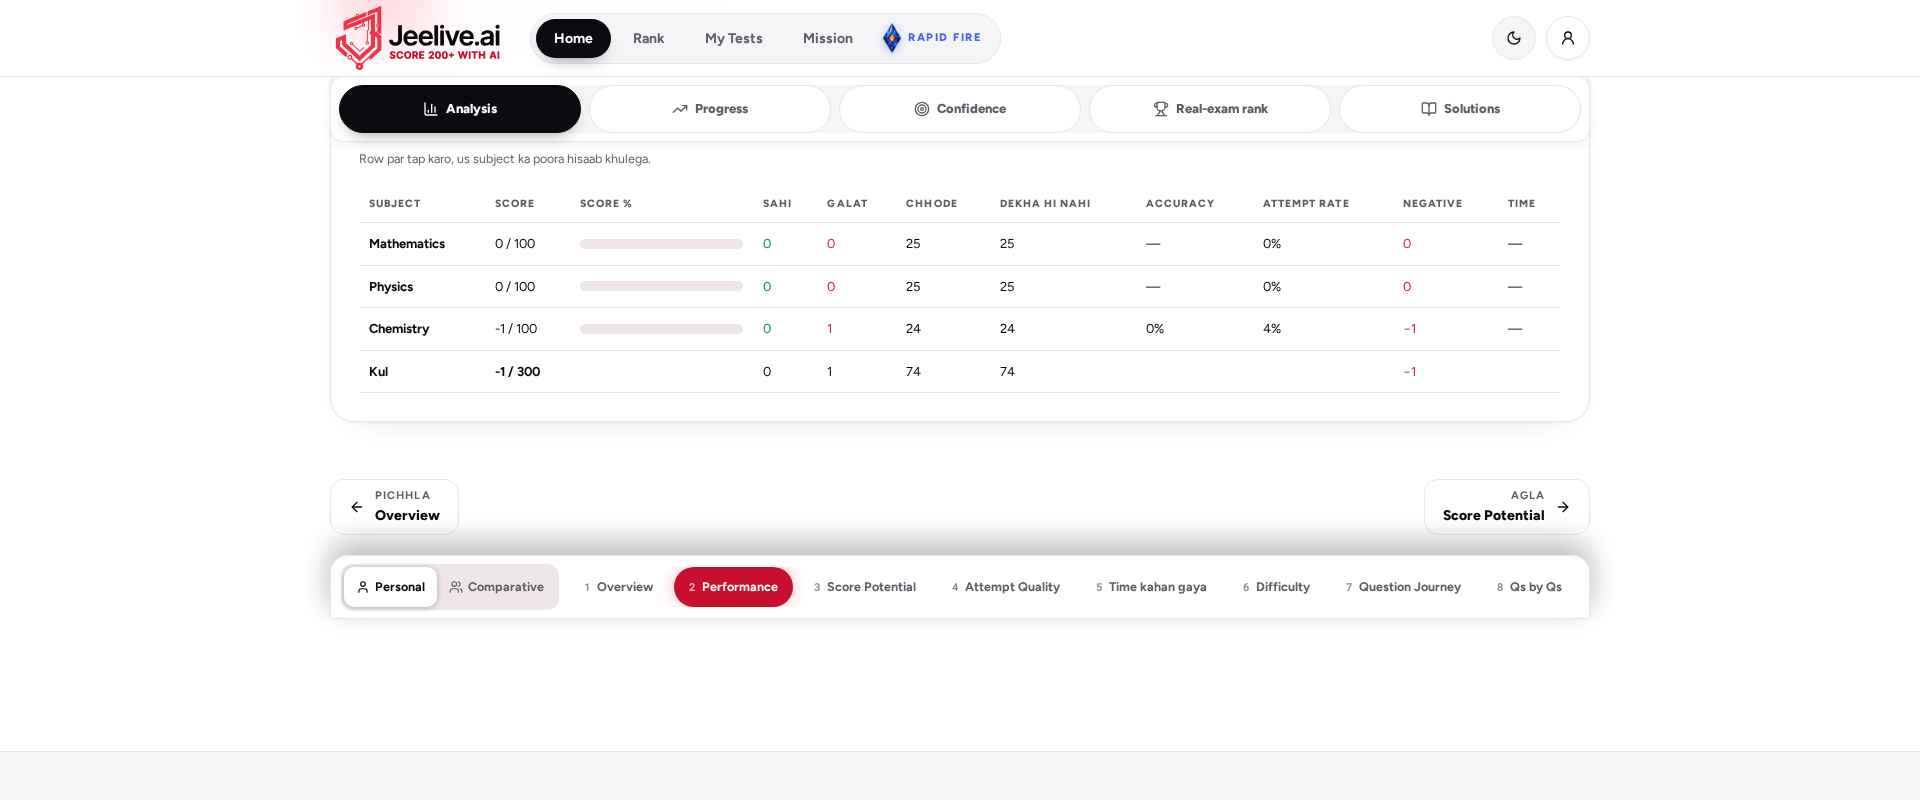 Jeelive.ai
SCORE 200+ WITH AI
Home Rank My Tests Mission RAPID FIRE
Analysis Progress Confidence Real-exam rank Solutions
Row par tap karo, us subject ka poora hisaab khulega.
SUBJECT SCORE SCORE % SAHI GALAT CHHODE DEKHA HI NAHI ACCURACY ATTEMPT RATE NEGATIVE TIME
Mathematics 0 / 100 0 0 25 25 — 0% 0 —
Physics 0 / 100 0 0 25 25 — 0% 0 —
Chemistry -1 / 100 0 1 24 24 0% 4% −1 —
Kul -1 / 300 0 1 74 74 −1
PICHHLA
Overview
AGLA
Score Potential
Personal Comparative 1 Overview 2 Performance 3 Score Potential 4 Attempt Quality 5 Time kahan gaya 6 Difficulty 7 Question Journey 8 Qs by Qs